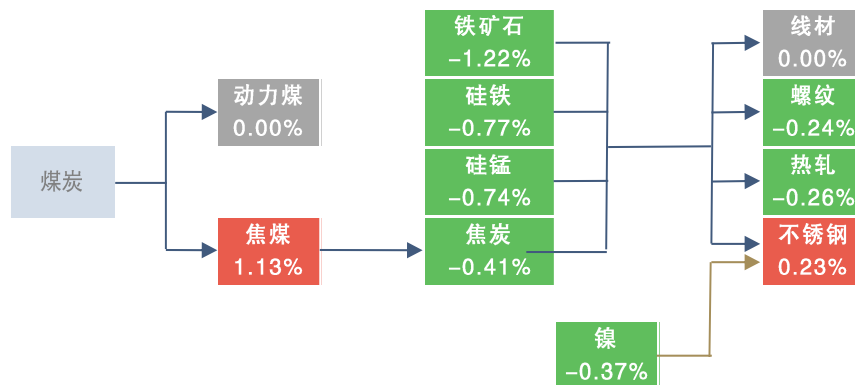 铁矿石
-1.22%
线材
0.00%
动力煤
0.00%
硅铁
-0.77%
螺纹
-0.24%
煤炭
硅锰
-0.74%
热轧
-0.26%
焦煤
1.13%
焦炭
-0.41%
不锈钢
0.23%
镍
-0.37%